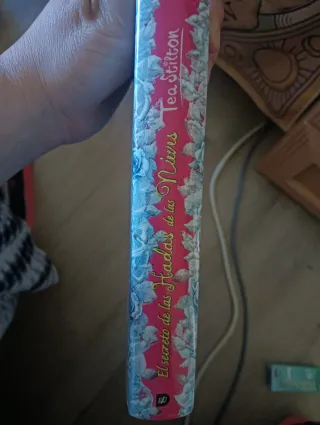 Tea Stilton
El secreto de las Hadas de las Nieves